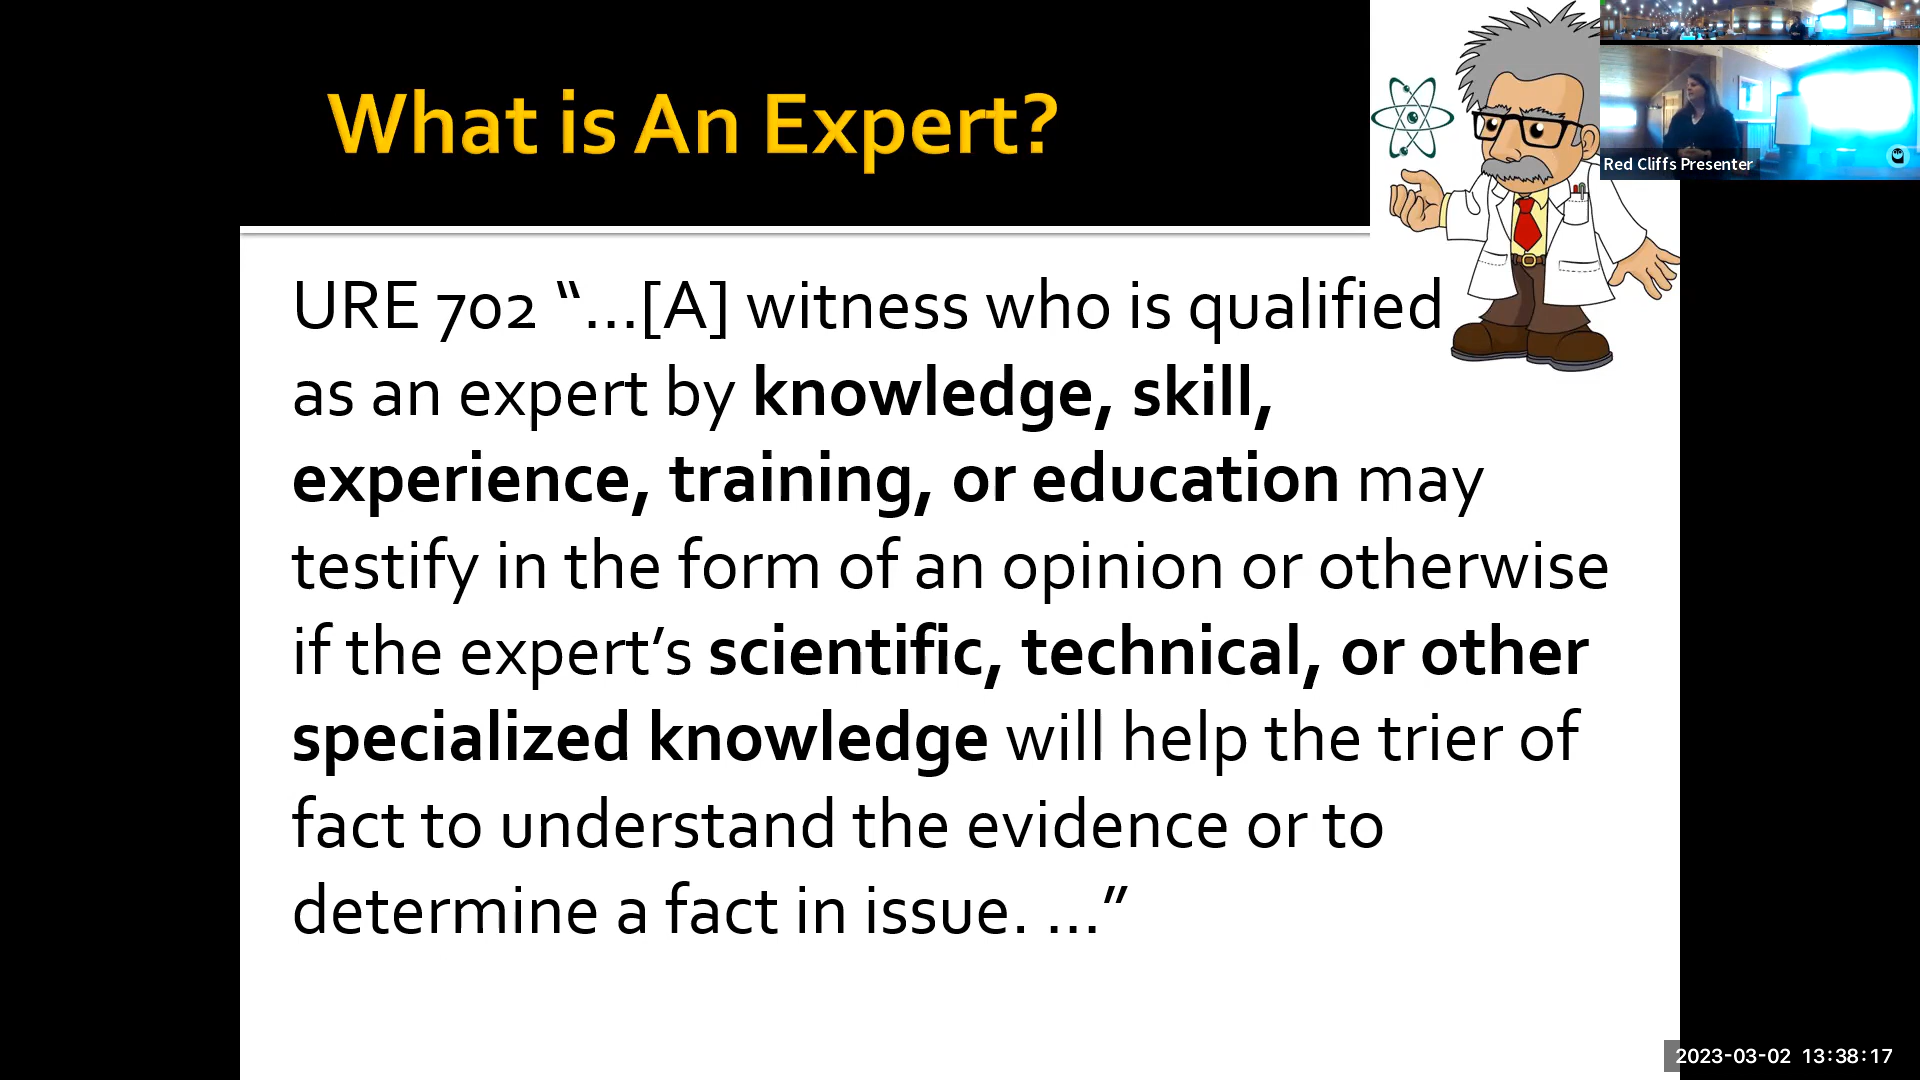 What is An Expert?
Red Cliffs Presenter
URE 702 “...[A] witness who is qualified
as an expert by knowledge, skill,
experience, training, or education may
testify in the form of an opinion or otherwise
if the expert’s scientific, technical, or other
specialized knowledge will help the trier of
fact to understand the evidence or to
determine a fact in issue. ...”
2023-03-02 13:38:17